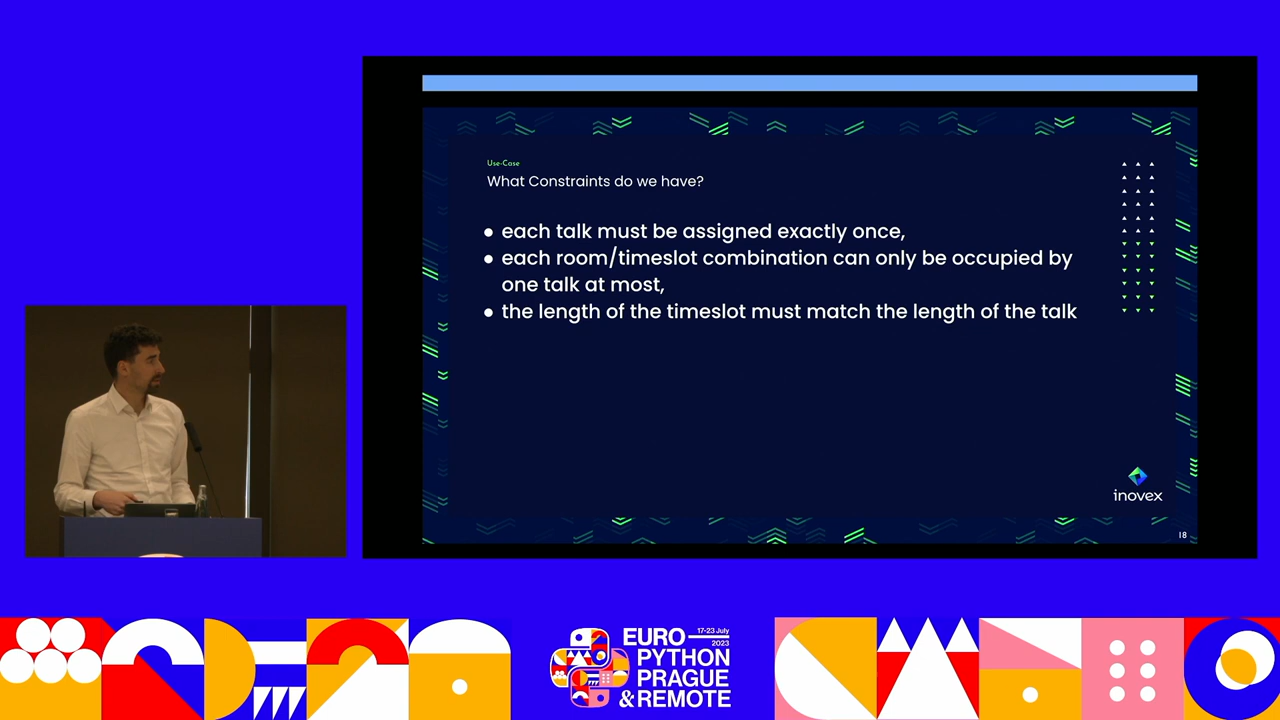 Use-Case
What Constraints do we have?
● each talk must be assigned exactly once,
● each room/timeslot combination can only be occupied by
one talk at most,
● the length of the timeslot must match the length of the talk
inovex
18
EURO
17-23 July
2023
PYTHON
PRAGUE
& REMOTE